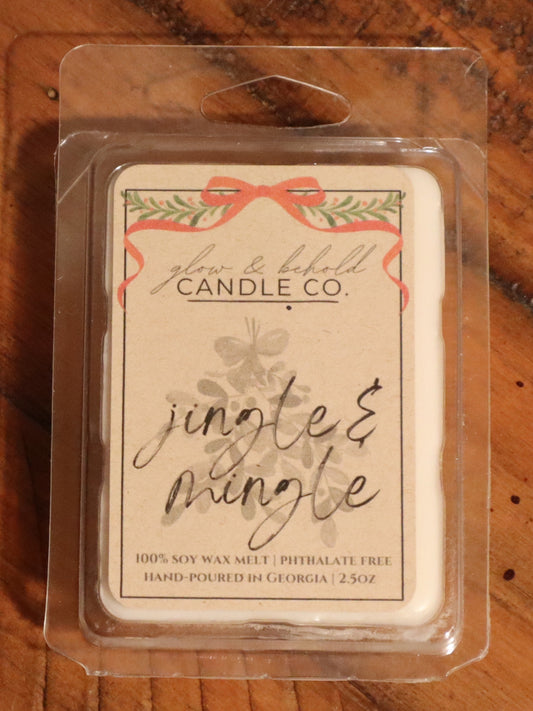 glow & behold
CANDLE CO.
jingle &
mingle
100% SOY WAX MELT | PHTHALATE FREE
HAND-POURED IN GEORGIA | 2.5OZ